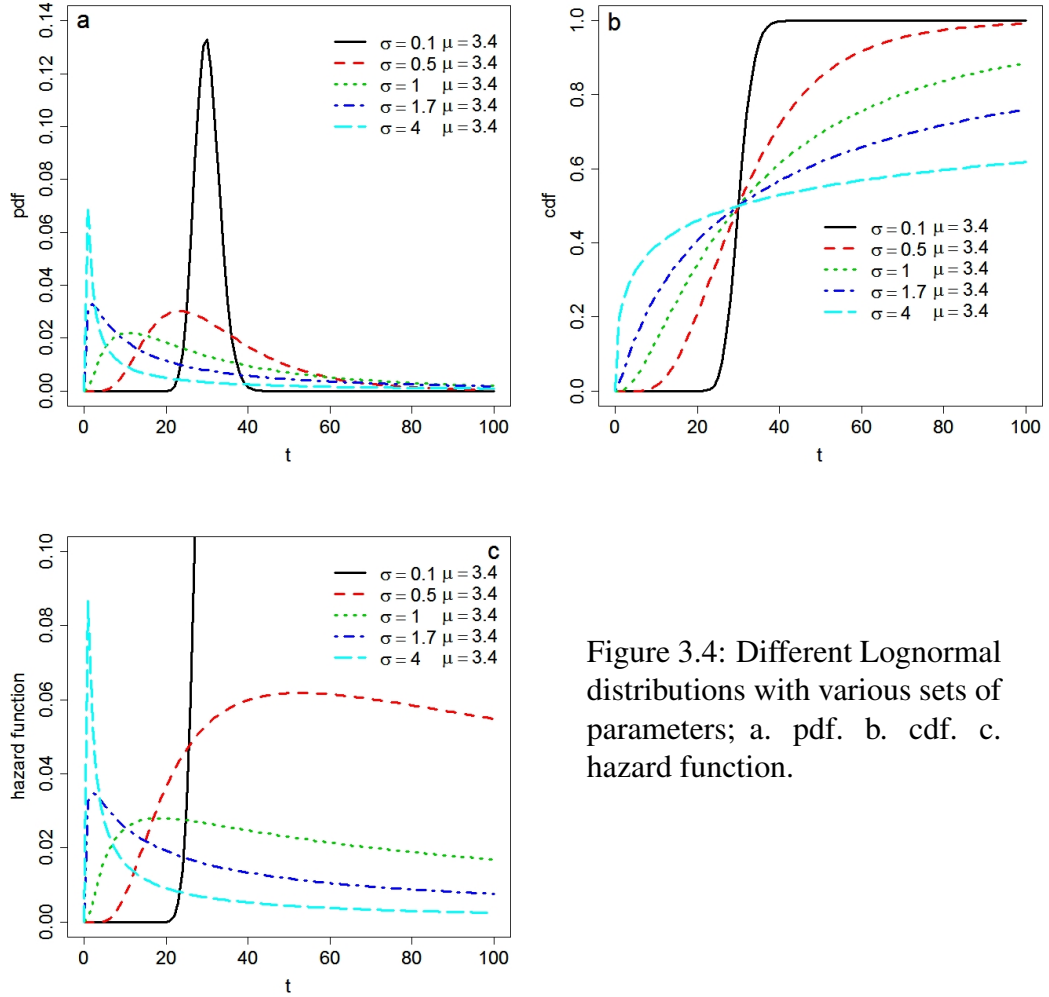 a
σ = 0.1 μ = 3.4
σ = 0.5 μ = 3.4
σ = 1 μ = 3.4
σ = 1.7 μ = 3.4
σ = 4 μ = 3.4
pdf
0.14
0.12
0.10
0.08
0.06
0.04
0.02
0.00
0 20 40 60 80 100
t
b
σ = 0.1 μ = 3.4
σ = 0.5 μ = 3.4
σ = 1 μ = 3.4
σ = 1.7 μ = 3.4
σ = 4 μ = 3.4
cdf
1.0
0.8
0.6
0.4
0.2
0.0
0 20 40 60 80 100
t
c
σ = 0.1 μ = 3.4
σ = 0.5 μ = 3.4
σ = 1 μ = 3.4
σ = 1.7 μ = 3.4
σ = 4 μ = 3.4
hazard function
0.10
0.08
0.06
0.04
0.02
0.00
0 20 40 60 80 100
t
Figure 3.4: Different Lognormal
distributions with various sets of
parameters; a. pdf. b. cdf. c.
hazard function.